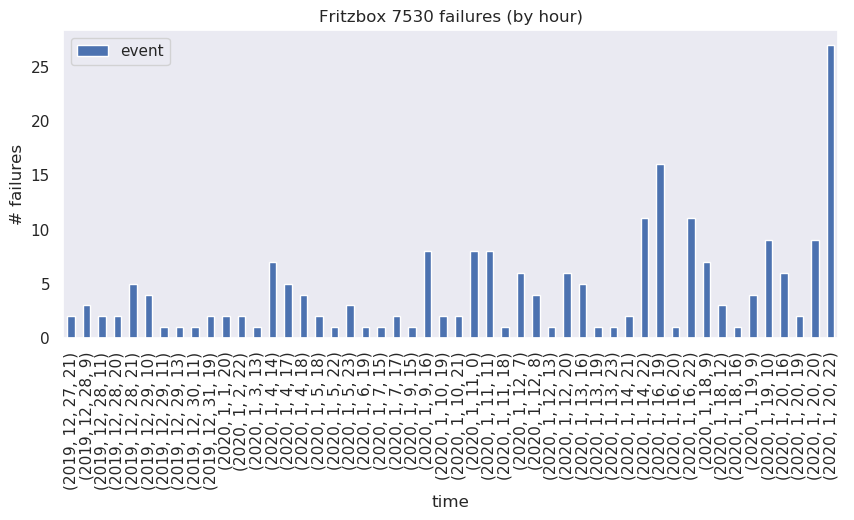 Fritzbox 7530 failures (by hour)
event
# failures
25
20
15
10
5
0
(2019, 12, 27, 21)
(2019, 12, 28, 9)
(2019, 12, 28, 11)
(2019, 12, 28, 20)
(2019, 12, 28, 21)
(2019, 12, 29, 10)
(2019, 12, 29, 11)
(2019, 12, 29, 13)
(2019, 12, 30, 11)
(2019, 12, 31, 19)
(2020, 1, 1, 20)
(2020, 1, 2, 22)
(2020, 1, 3, 13)
(2020, 1, 4, 14)
(2020, 1, 4, 17)
(2020, 1, 4, 18)
(2020, 1, 5, 18)
(2020, 1, 5, 22)
(2020, 1, 5, 23)
(2020, 1, 6, 19)
(2020, 1, 7, 15)
(2020, 1, 7, 17)
(2020, 1, 9, 15)
(2020, 1, 9, 16)
(2020, 1, 10, 19)
(2020, 1, 10, 21)
(2020, 1, 11, 0)
(2020, 1, 11, 11)
(2020, 1, 11, 18)
(2020, 1, 12, 7)
(2020, 1, 12, 8)
(2020, 1, 12, 13)
(2020, 1, 12, 20)
(2020, 1, 13, 16)
(2020, 1, 13, 19)
(2020, 1, 13, 23)
(2020, 1, 14, 21)
(2020, 1, 14, 22)
(2020, 1, 16, 19)
(2020, 1, 16, 20)
(2020, 1, 16, 22)
(2020, 1, 18, 9)
(2020, 1, 18, 12)
(2020, 1, 18, 16)
(2020, 1, 19, 9)
(2020, 1, 19, 10)
(2020, 1, 20, 16)
(2020, 1, 20, 19)
(2020, 1, 20, 20)
(2020, 1, 20, 22)
time